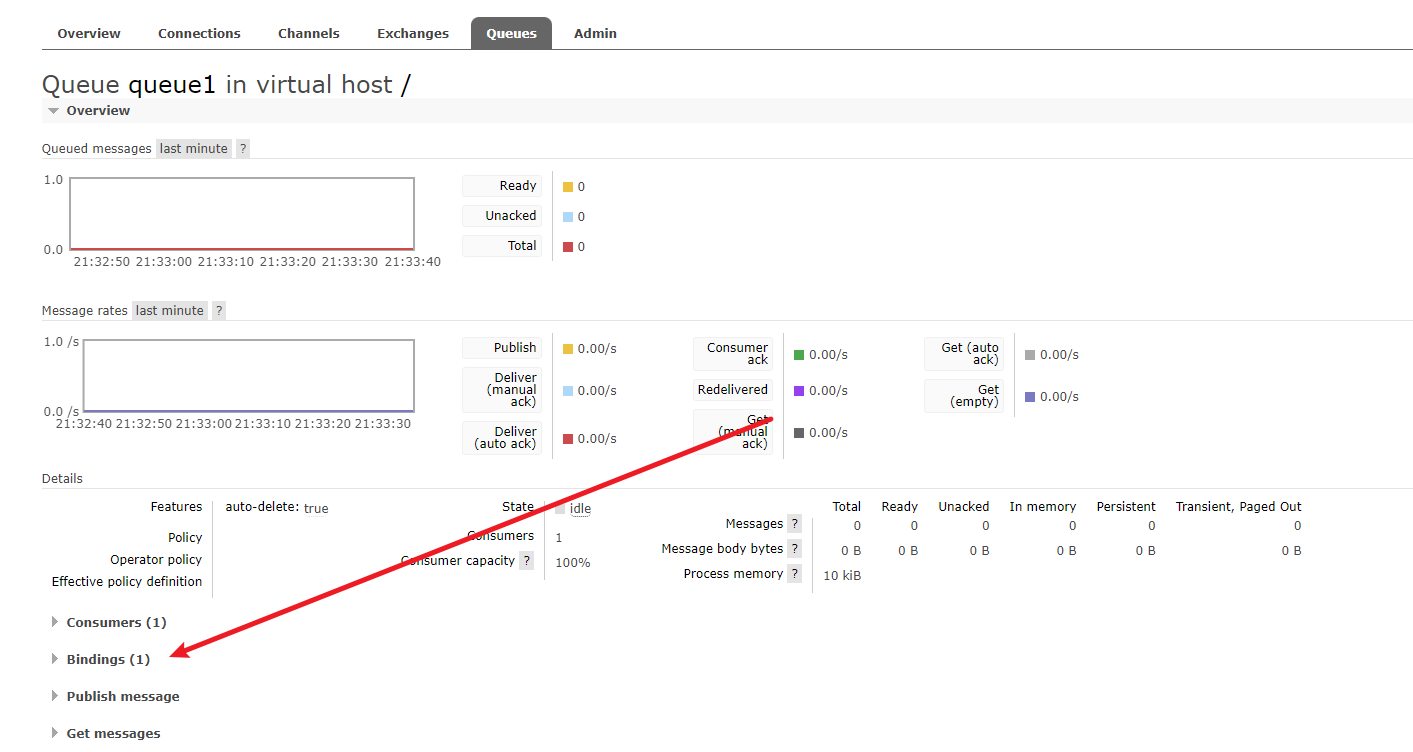 Overview Connections Channels Exchanges Queues Admin
Queue queue1 in virtual host /
Overview
Queued messages last minute ?
1.0
0.0
21:32:50 21:33:00 21:33:10 21:33:20 21:33:30 21:33:40
Ready 0
Unacked 0
Total 0
Message rates last minute ?
1.0 /s
0.0 /s
21:32:40 21:32:50 21:33:00 21:33:10 21:33:20 21:33:30
Publish 0.00/s
Deliver
(manual 0.00/s
ack)
Deliver
(auto ack) 0.00/s
Consumer
ack 0.00/s
Redelivered 0.00/s
Get
(manual 0.00/s
ack)
Get (auto
ack) 0.00/s
Get
(empty) 0.00/s
Details
Features auto-delete: true
Policy
Operator policy
Effective policy definition
State idle
Consumers 1
Consumer capacity ? 100%
Total Ready Unacked In memory Persistent Transient, Paged Out
Messages ? 0 0 0 0 0 0
Message body bytes ? 0 B 0 B 0 B 0 B 0 B 0 B
Process memory ? 10 kiB
Consumers (1)
Bindings (1)
Publish message
Get messages